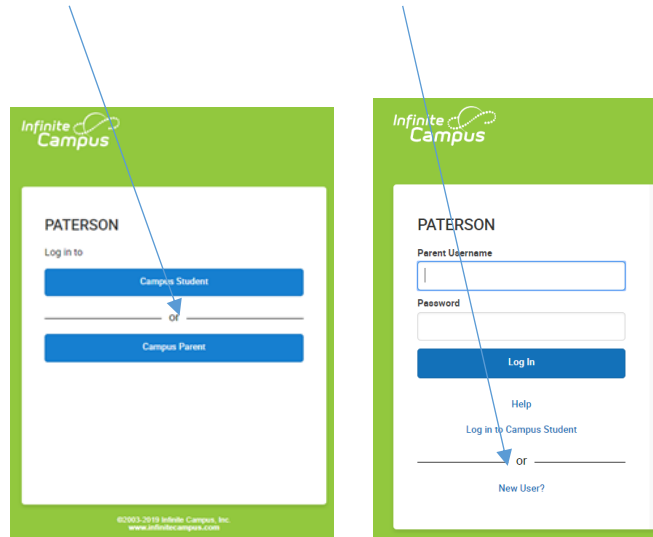 Infinite
Campus
PATERSON
Log in to
Campus Student
or
Campus Parent
©2003-2019 Infinite Campus, Inc.
www.infinitecampus.com
Infinite
Campus
PATERSON
Parent Username
Password
Log In
Help
Log in to Campus Student
or
New User?